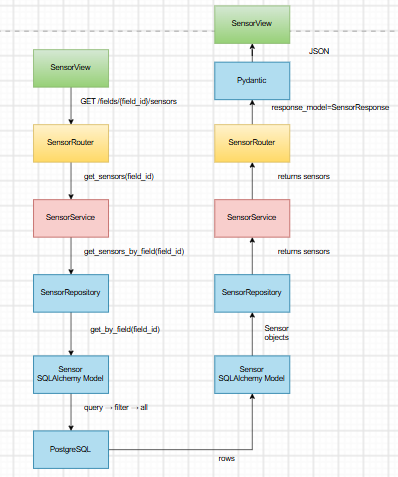 SensorView
JSON
SensorView
Pydantic
GET /fields/{field_id}/sensors
response_model=SensorResponse
SensorRouter
SensorRouter
get_sensors(field_id)
returns sensors
SensorService
SensorService
get_sensors_by_field(field_id)
returns sensors
SensorRepository
SensorRepository
get_by_field(field_id)
Sensor
objects
Sensor
SQLAlchemy Model
Sensor
SQLAlchemy Model
query → filter → all
PostgreSQL
rows